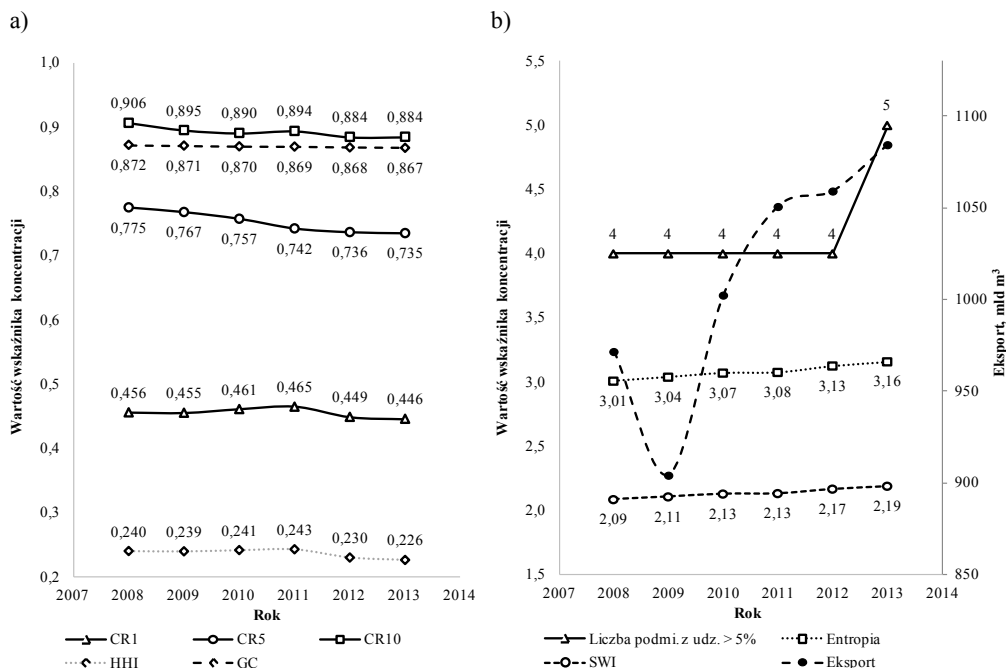 a)
Wartość wskaźnika koncentracji
1,0
0,9
0,8
0,7
0,6
0,5
0,4
0,3
0,2
0,906 0,895 0,890 0,894 0,884 0,884
0,872 0,871 0,870 0,869 0,868 0,867
0,775 0,767 0,757 0,742 0,736 0,735
0,456 0,455 0,461 0,465 0,449 0,446
0,240 0,239 0,241 0,243 0,230 0,226
2007 2008 2009 2010 2011 2012 2013 2014
Rok
CR1 CR5 CR10
HHI GC
b)
Wartość wskaźnika koncentracji
5,5
5,0
4,5
4,0
3,5
3,0
2,5
2,0
1,5
4 4 4 4 4 5
3,01 3,04 3,07 3,08 3,13 3,16
2,09 2,11 2,13 2,13 2,17 2,19
1100
1050
1000
950
900
850
Eksport, mld m³
2007 2008 2009 2010 2011 2012 2013 2014
Rok
Liczba podmi. z udz. > 5% Entropia
SWI Eksport